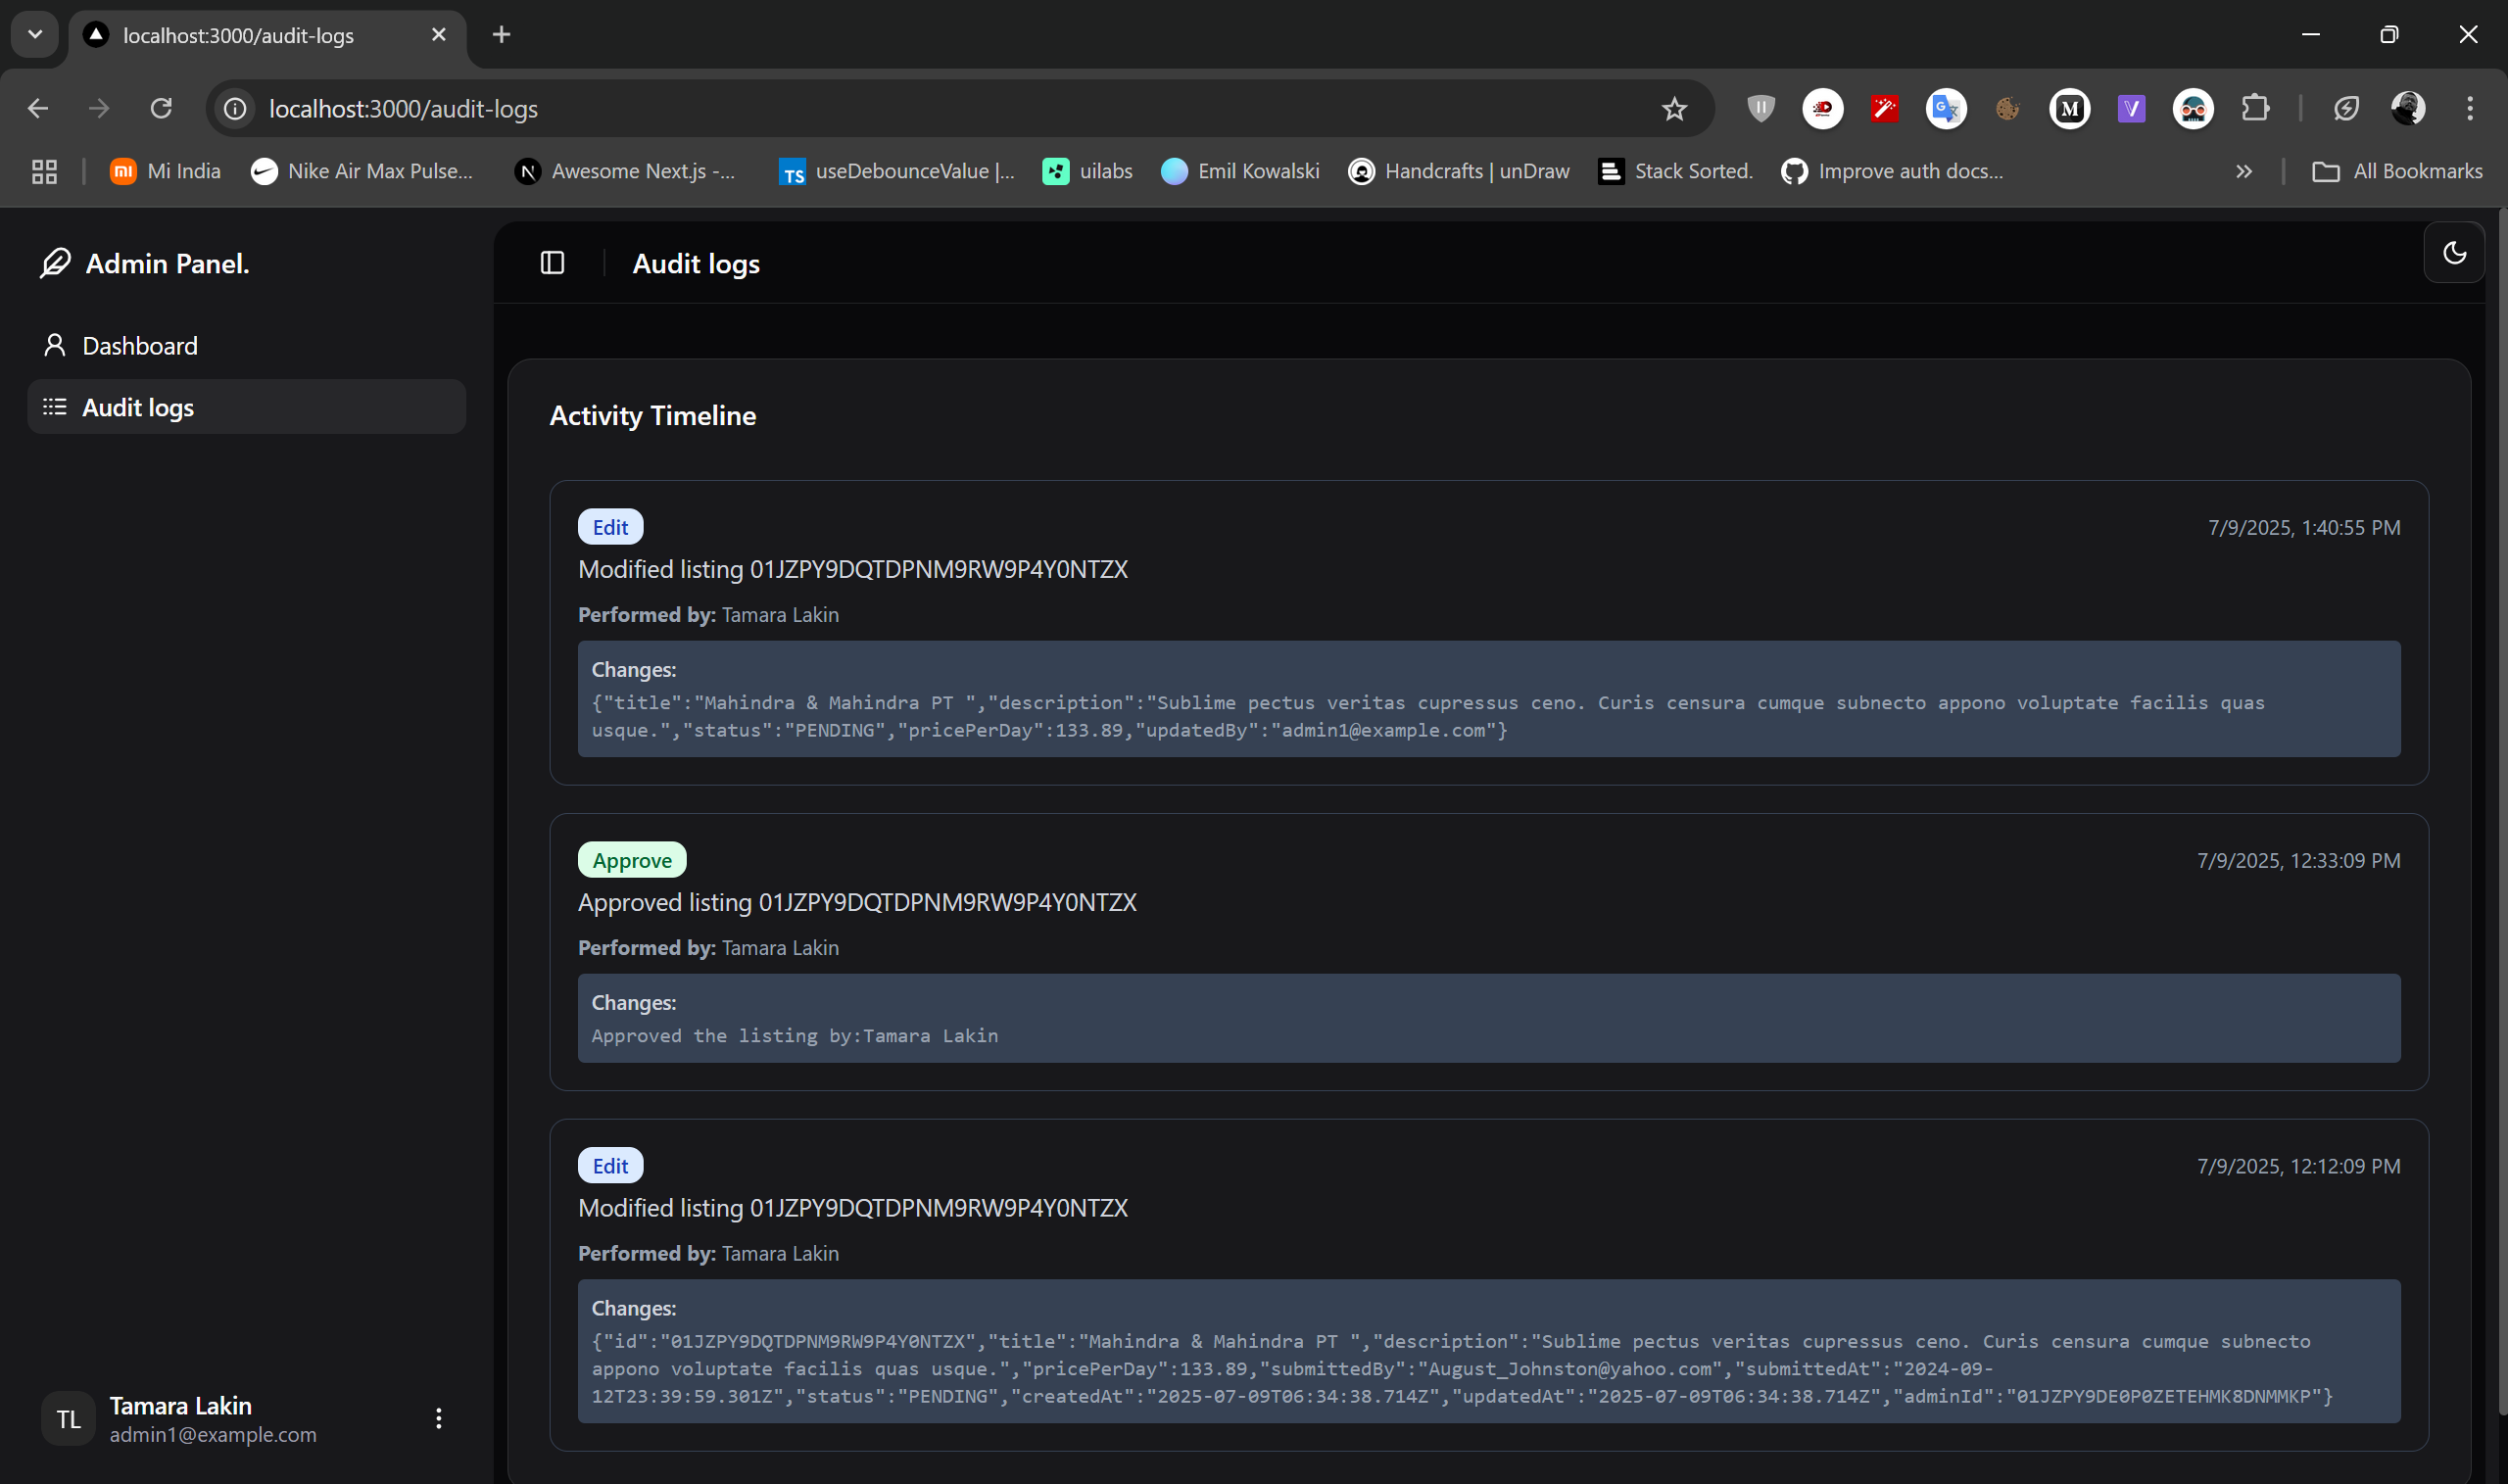 localhost:3000/audit-logs
localhost:3000/audit-logs
Mi India
Nike Air Max Pulse...
Awesome Next.js -...
TS useDebounceValue |...
uilabs
Emil Kowalski
Handcrafts | unDraw
Stack Sorted.
Improve auth docs...
All Bookmarks
Admin Panel.
Dashboard
Audit logs
Audit logs
Activity Timeline
Edit
7/9/2025, 1:40:55 PM
Modified listing 01JZPY9DQTDPNM9RW9P4Y0NTZX
Performed by: Tamara Lakin
Changes:
{"title":"Mahindra & Mahindra PT ","description":"Sublime pectus veritas cupressus ceno. Curis censura cumque subnecto appono voluptate facilis quas
usque.","status":"PENDING","pricePerDay":133.89,"updatedBy":"admin1@example.com"}
Approve
7/9/2025, 12:33:09 PM
Approved listing 01JZPY9DQTDPNM9RW9P4Y0NTZX
Performed by: Tamara Lakin
Changes:
Approved the listing by:Tamara Lakin
Edit
7/9/2025, 12:12:09 PM
Modified listing 01JZPY9DQTDPNM9RW9P4Y0NTZX
Performed by: Tamara Lakin
Changes:
{"id":"01JZPY9DQTDPNM9RW9P4Y0NTZX","title":"Mahindra & Mahindra PT ","description":"Sublime pectus veritas cupressus ceno. Curis censura cumque subnecto
appono voluptate facilis quas usque.","pricePerDay":133.89,"submittedBy":"August_Johnston@yahoo.com","submittedAt":"2024-09-
12T23:39:59.301Z","status":"PENDING","createdAt":"2025-07-09T06:34:38.714Z","updatedAt":"2025-07-09T06:34:38.714Z","adminId":"01JZPY9DE0P0ZETEHMK8DNMMKP"}
TL
Tamara Lakin
admin1@example.com